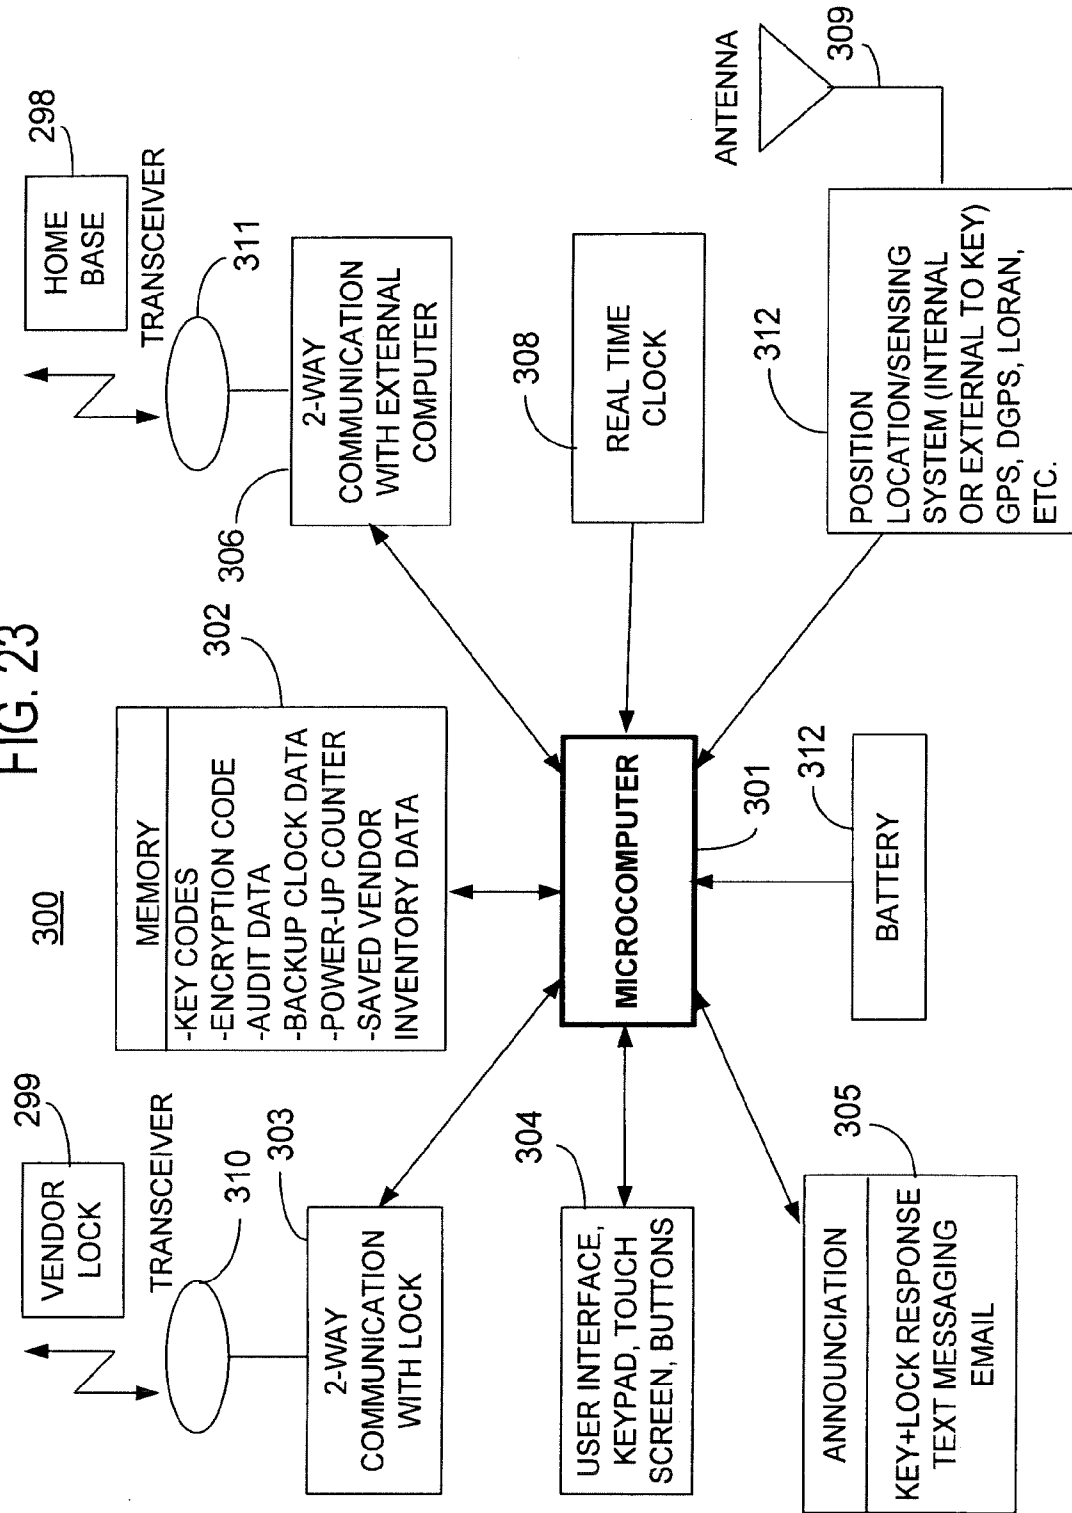 FIG. 23
300
299
VENDOR
LOCK
TRANSCEIVER
310
303
2-WAY
COMMUNICATION
WITH LOCK
MEMORY
-KEY CODES
-ENCRYPTION CODE
-AUDIT DATA
-BACKUP CLOCK DATA
-POWER-UP COUNTER
-SAVED VENDOR
INVENTORY DATA
302
298
HOME
BASE
TRANSCEIVER
311
306
2-WAY
COMMUNICATION
WITH EXTERNAL
COMPUTER
304
USER INTERFACE,
KEYPAD, TOUCH
SCREEN, BUTTONS
MICROCOMPUTER
301
308
REAL TIME
CLOCK
305
ANNOUNCIATION
KEY+LOCK RESPONSE
TEXT MESSAGING
EMAIL
312
BATTERY
312
POSITION
LOCATION/SENSING
SYSTEM (INTERNAL
OR EXTERNAL TO KEY)
GPS, DGPS, LORAN,
ETC.
ANTENNA
309